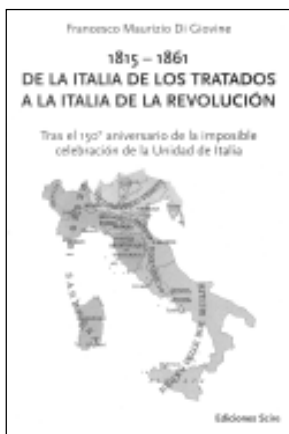 Francesco Maurizio Di Giovine
1815 – 1861
DE LA ITALIA DE LOS TRATADOS
A LA ITALIA DE LA REVOLUCIÓN
Tras el 150º aniversario de la imposible
celebración de la Unidad de Italia
Ediciones Scire